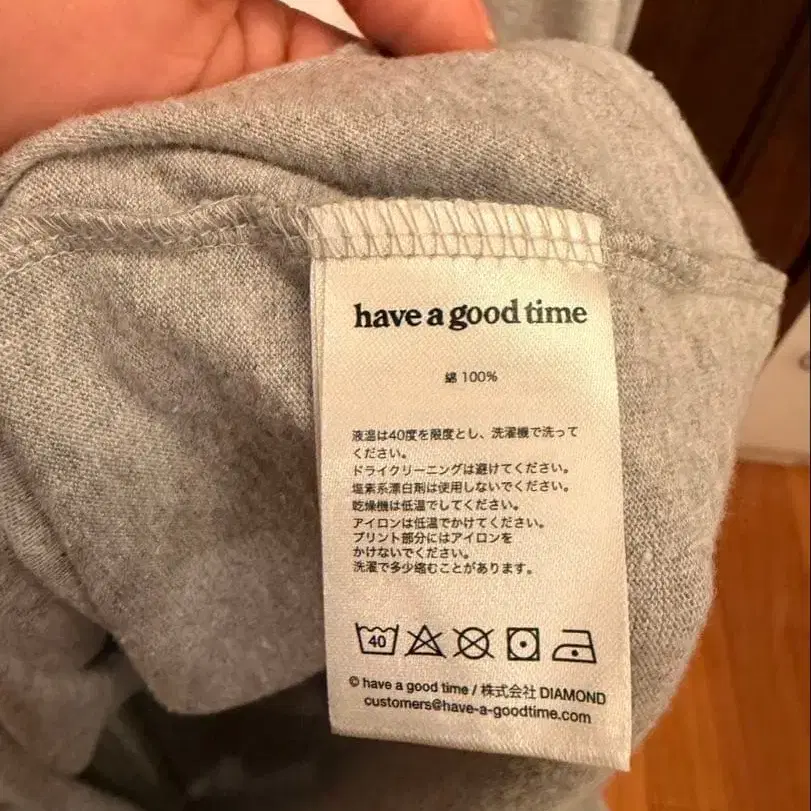 have a good time
綿 100%
液温は40度を限度とし、洗濯機で洗って
ください。
ドライクリーニングは避けてください。
塩素系漂白剤は使用しないでください。
乾燥機は低温でしてください。
アイロンは低温でかけてください。
プリント部分にはアイロンを
かけないでください。
洗濯で多少縮むことがあります。
40
© have a good time / 株式会社 DIAMOND
customers@have-a-goodtime.com